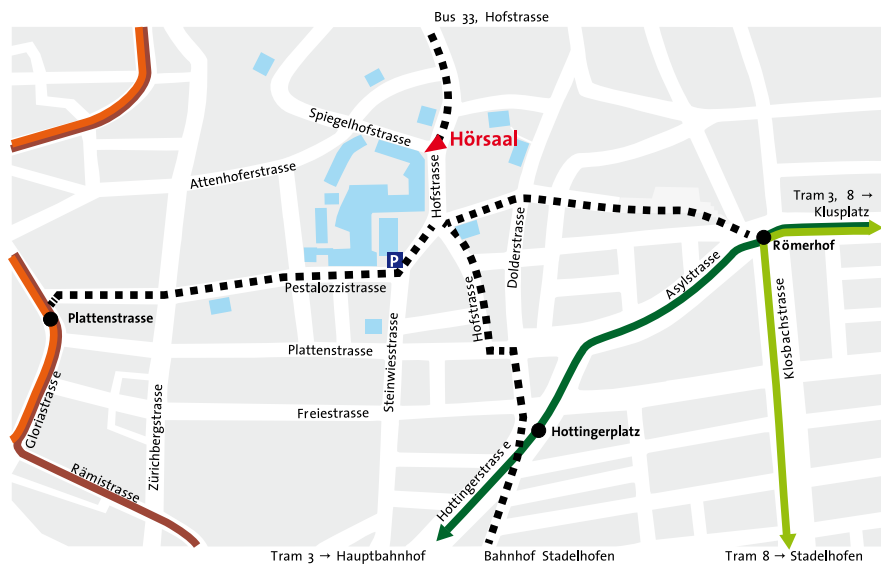 Bus 33, Hofstrasse
Spiegelhofstrasse
Hörsaal
Attenhoferstrasse
Hofstrasse
Tram 3, 8 →
Klusplatz
Dolderstrasse
Römerhof
P
Asylstrasse
Pestalozzistrasse
Hofstrasse
Plattenstrasse
Klosbachstrasse
Plattenstrasse
Steinwiesstrasse
Gloriastrasse
Zürichbergstrasse
Freiestrasse
Hottingerplatz
Rämistrasse
Hottingerstrasse
Tram 3 → Hauptbahnhof
Bahnhof Stadelhofen
Tram 8 → Stadelhofen